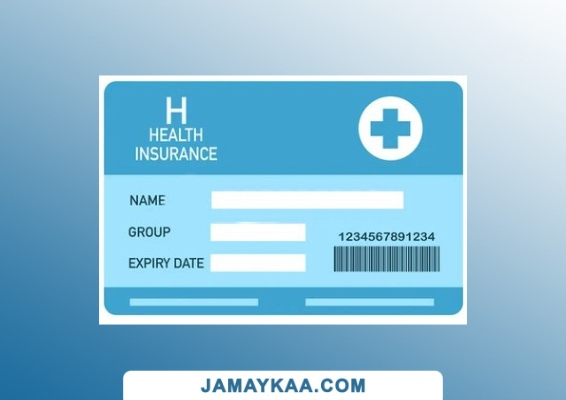 H
HEALTH
INSURANCE
NAME
GROUP
1234567891234
EXPIRY DATE
JAMAYKAA.COM